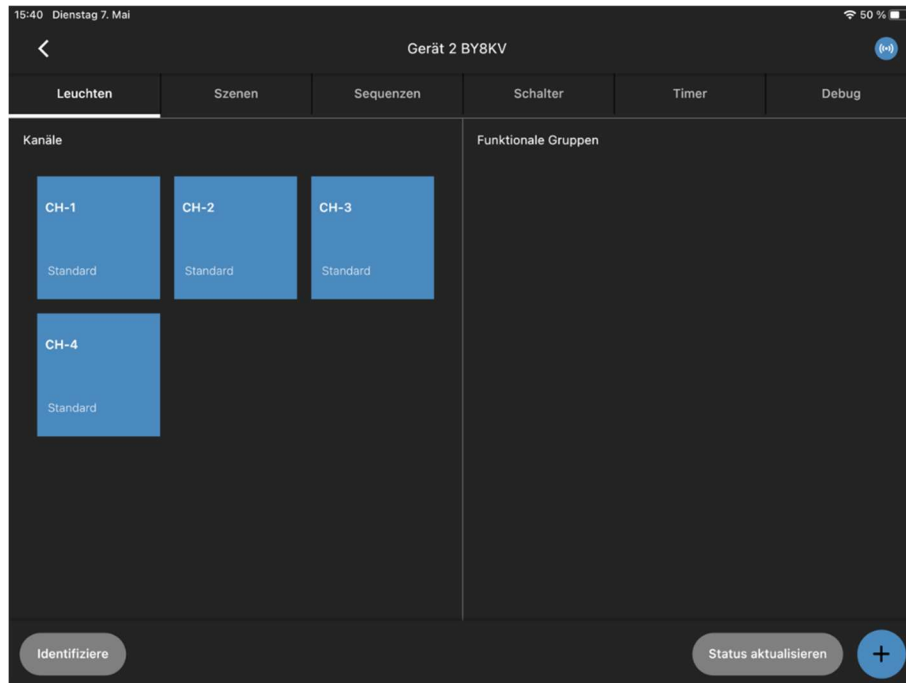 15:40 Dienstag 7. Mai
50 %
Gerät 2 BY8KV
Leuchten
Szenen
Sequenzen
Schalter
Timer
Debug
Kanäle
Funktionale Gruppen
CH-1
Standard
CH-2
Standard
CH-3
Standard
CH-4
Standard
Identifiziere
Status aktualisieren
+